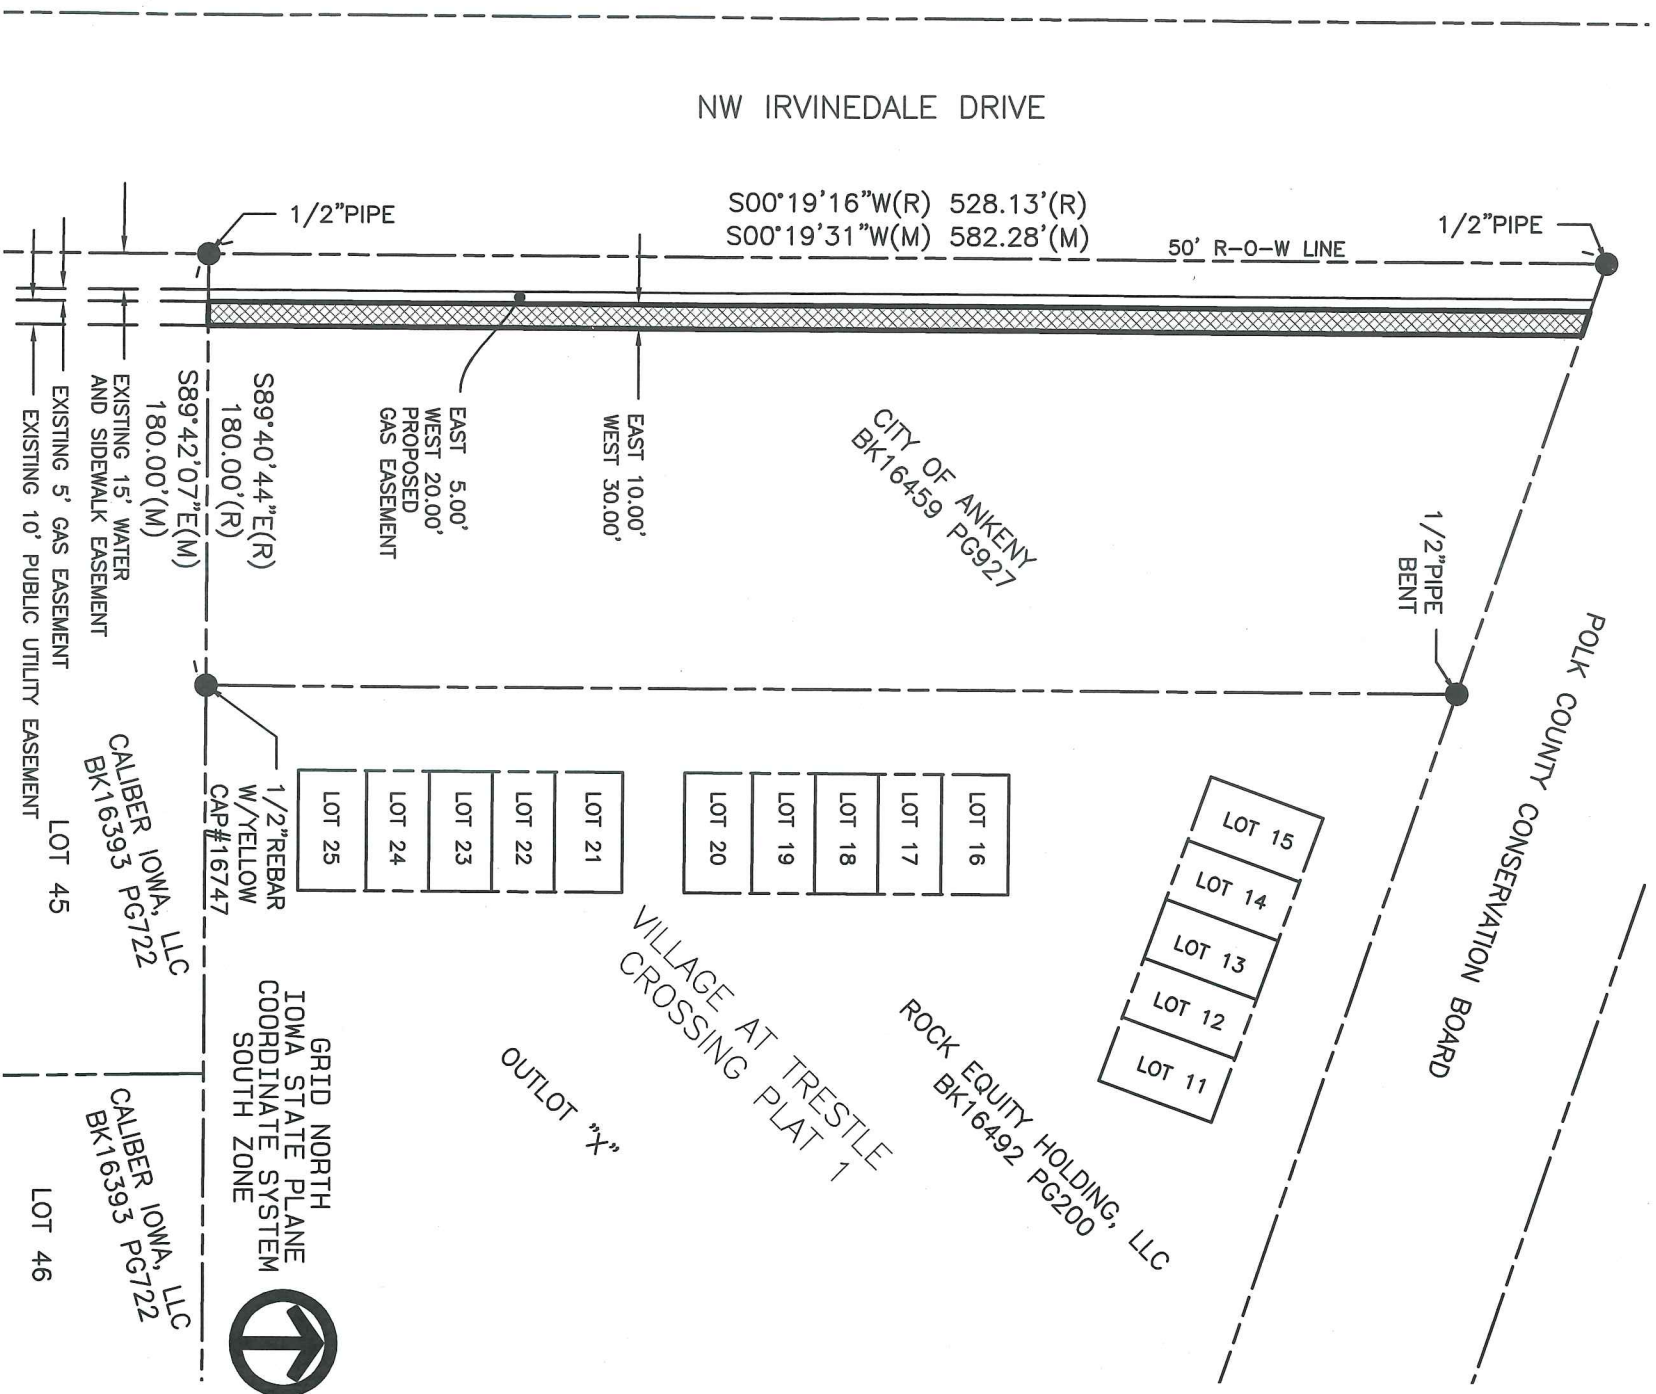 NW IRVINEDALE DRIVE
S00°19'16"W(R) 528.13'(R)
S00°19'31"W(M) 582.28'(M)
50' R-O-W LINE
1/2"PIPE
1/2"PIPE
EAST 10.00'
WEST 30.00'
EAST 5.00'
WEST 20.00'
PROPOSED
GAS EASEMENT
CITY OF ANKENY
BK16459 PG927
1/2"PIPE
BENT
POLK COUNTY CONSERVATION BOARD
S89°40'44"E(R)
180.00'(R)
S89°42'07"E(M)
180.00'(M)
EXISTING 15' WATER
AND SIDEWALK EASEMENT
EXISTING 5' GAS EASEMENT
EXISTING 10' PUBLIC UTILITY EASEMENT
1/2"REBAR
W/YELLOW
CAP#16747
LOT 25
LOT 24
LOT 23
LOT 22
LOT 21
LOT 20
LOT 19
LOT 18
LOT 17
LOT 16
LOT 15
LOT 14
LOT 13
LOT 12
LOT 11
VILLAGE AT TRESTLE
CROSSING PLAT 1
ROCK EQUITY HOLDING, LLC
BK16492 PG200
OUTLOT "X"
CALIBER IOWA, LLC
BK16393 PG722
LOT 45
CALIBER IOWA, LLC
BK16393 PG722
LOT 46
GRID NORTH
IOWA STATE PLANE
COORDINATE SYSTEM
SOUTH ZONE